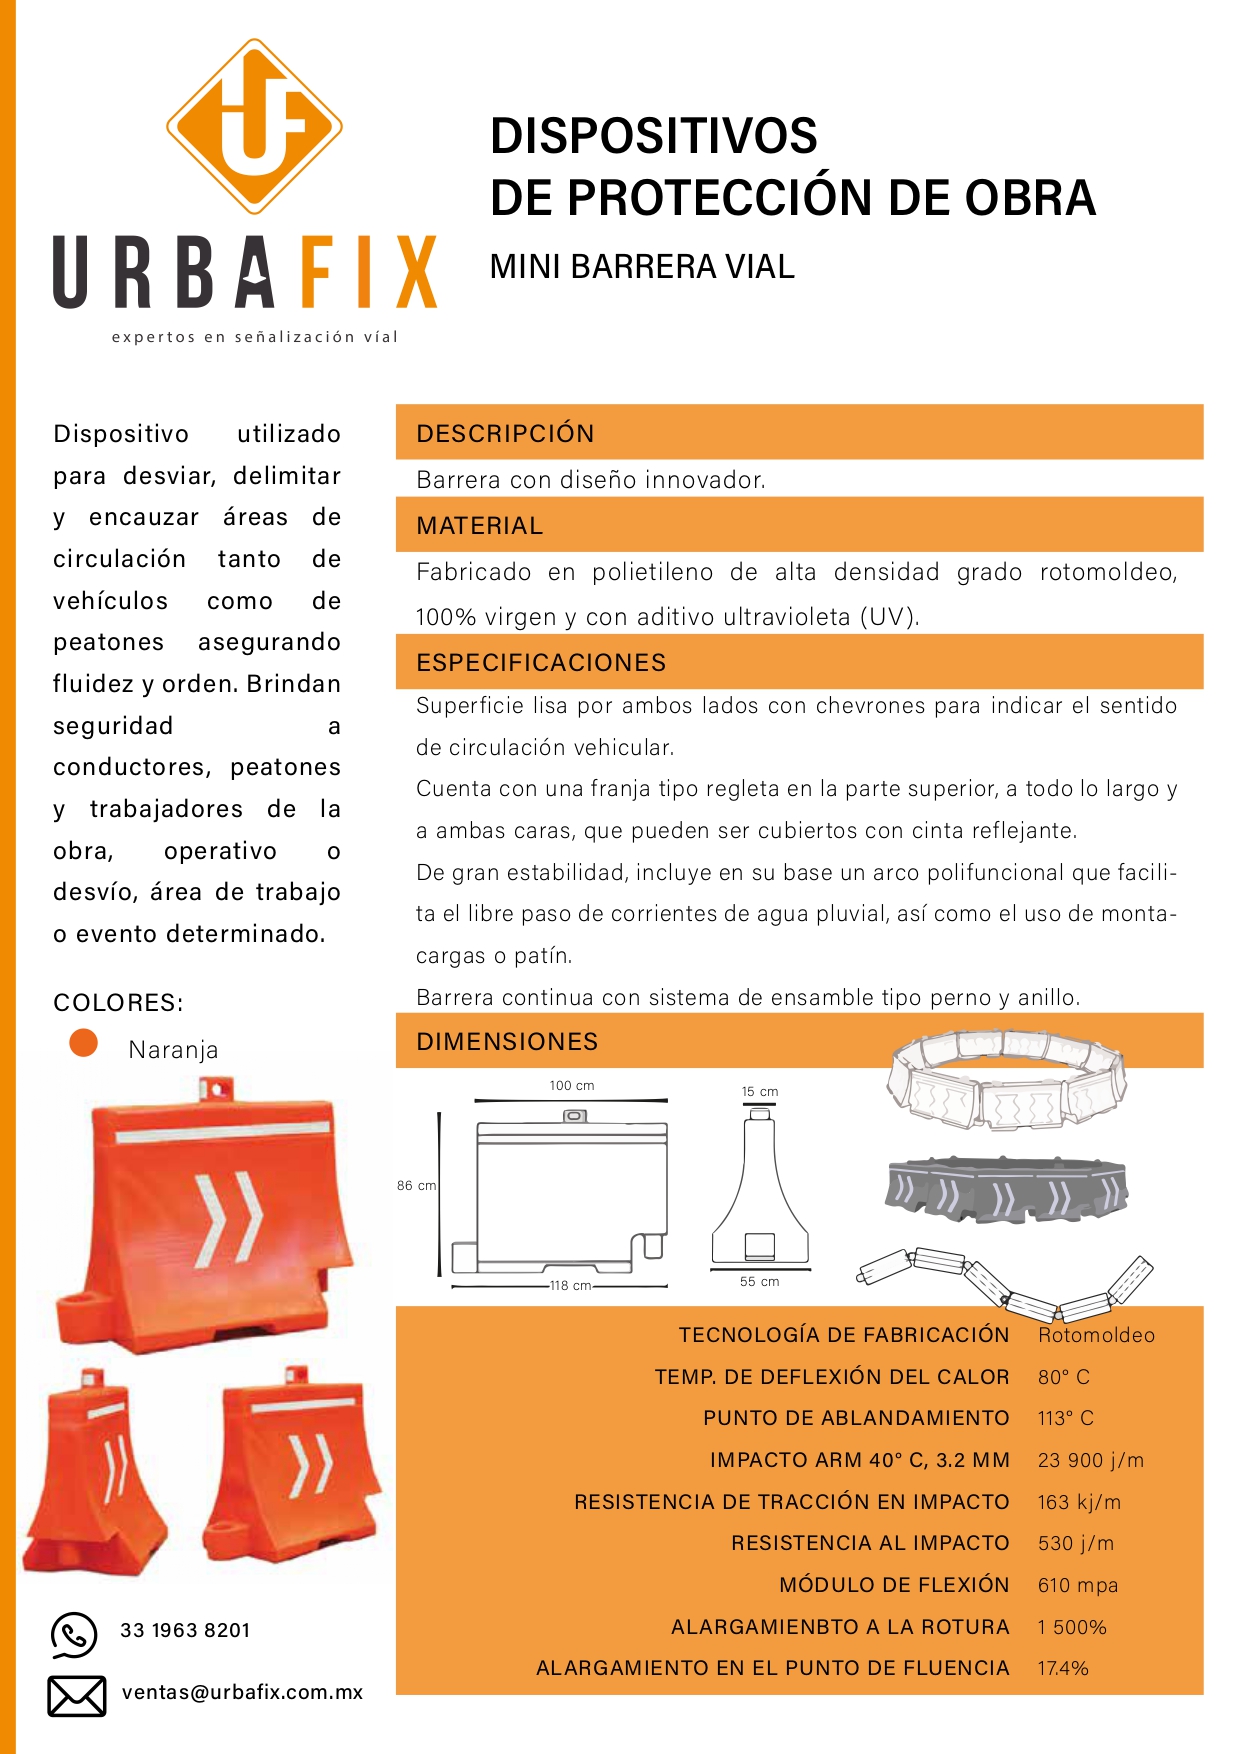 UF
URBAFIX
expertos en señalización víal
DISPOSITIVOS
DE PROTECCIÓN DE OBRA
MINI BARRERA VIAL
Dispositivo utilizado
para desviar, delimitar
y encauzar áreas de
circulación tanto de
vehículos como de
peatones asegurando
fluidez y orden. Brindan
seguridad a
conductores, peatones
y trabajadores de la
obra, operativo o
desvío, área de trabajo
o evento determinado.
COLORES:
Naranja
33 1963 8201
ventas@urbafix.com.mx
DESCRIPCIÓN
Barrera con diseño innovador.
MATERIAL
Fabricado en polietileno de alta densidad grado rotomoldeo,
100% virgen y con aditivo ultravioleta (UV).
ESPECIFICACIONES
Superficie lisa por ambos lados con chevrones para indicar el sentido
de circulación vehicular.
Cuenta con una franja tipo regleta en la parte superior, a todo lo largo y
a ambas caras, que pueden ser cubiertos con cinta reflejante.
De gran estabilidad, incluye en su base un arco polifuncional que facili-
ta el libre paso de corrientes de agua pluvial, así como el uso de monta-
cargas o patín.
Barrera continua con sistema de ensamble tipo perno y anillo.
DIMENSIONES
100 cm
15 cm
86 cm
118 cm
55 cm
TECNOLOGÍA DE FABRICACIÓN Rotomoldeo
TEMP. DE DEFLEXIÓN DEL CALOR 80° C
PUNTO DE ABLANDAMIENTO 113° C
IMPACTO ARM 40° C, 3.2 MM 23 900 j/m
RESISTENCIA DE TRACCIÓN EN IMPACTO 163 kj/m
RESISTENCIA AL IMPACTO 530 j/m
MÓDULO DE FLEXIÓN 610 mpa
ALARGAMIENBTO A LA ROTURA 1 500%
ALARGAMIENTO EN EL PUNTO DE FLUENCIA 17.4%